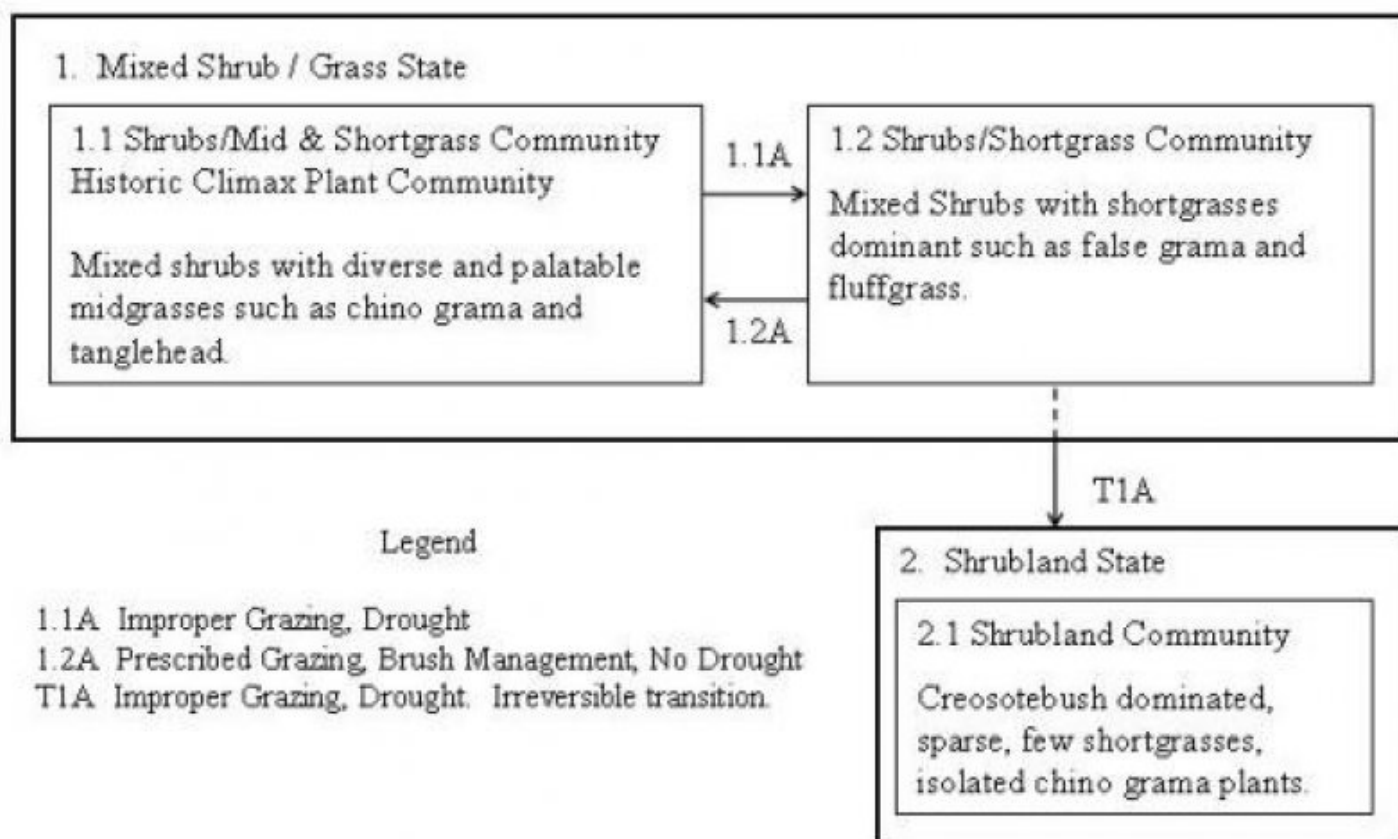 1. Mixed Shrub / Grass State
1.1 Shrubs/Mid & Shortgrass Community
Historic Climax Plant Community
Mixed shrubs with diverse and palatable
midgrasses such as chino grama and
tanglehead.
1.1A
1.2A
1.2 Shrubs/Shortgrass Community
Mixed Shrubs with shortgrasses
dominant such as false grama and
fluffgrass.
T1A
Legend
1.1A Improper Grazing, Drought
1.2A Prescribed Grazing, Brush Management, No Drought
T1A Improper Grazing, Drought. Irreversible transition.
2. Shrubland State
2.1 Shrubland Community
Creosotebush dominated,
sparse, few shortgrasses,
isolated chino grama plants.